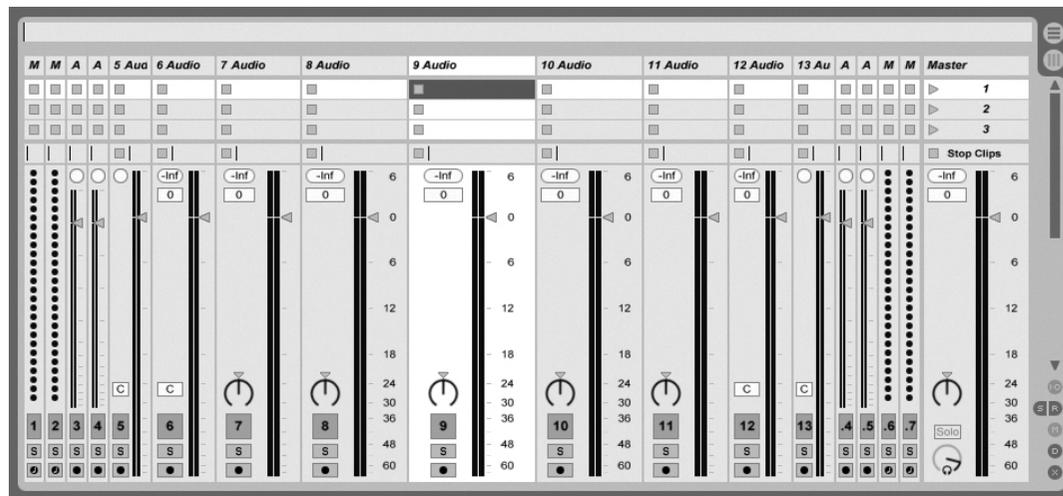 M M A A 5 Aud 6 Audio 7 Audio 8 Audio 9 Audio 10 Audio 11 Audio 12 Audio 13 Au A A M M Master
1
2
3
Stop Clips
-Inf -Inf -Inf 6 -Inf 6 -Inf 6 -Inf -Inf -Inf 6
0 0 0 0 0 0 0 0
0 0 0 0
6 6 6 6
12 12 12 12
18 18 18 18
C C C C 24 24 24 24
30 30 30 30
1 2 3 4 5 6 7 8 36 9 36 10 36 11 12 13 .4 .5 .6 .7 Solo 36
S S S S S S S S 48 S 48 S 48 S S S S S S S 48
60 60 60 60
I-O
S R
M
D
X